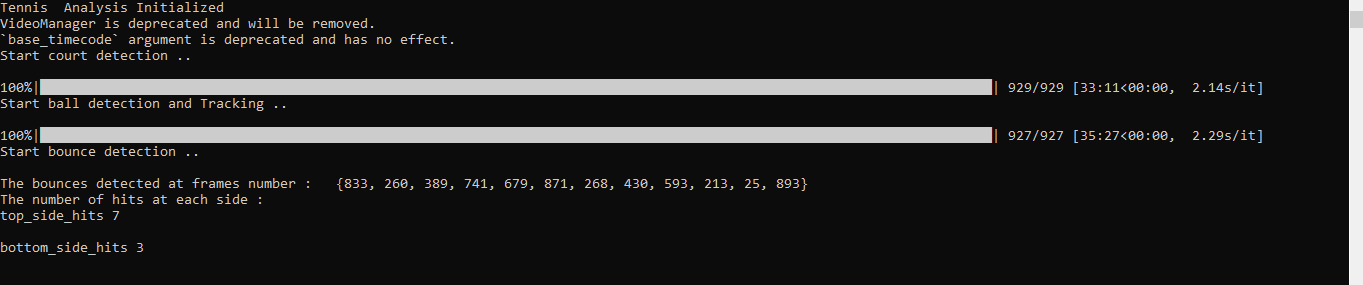 Tennis  Analysis Initialized
VideoManager is deprecated and will be removed.
`base_timecode` argument is deprecated and has no effect.
Start court detection ..
100%|█████████████████████████| 929/929 [33:11<00:00,  2.14s/it]
Start ball detection and Tracking ..
100%|█████████████████████████| 927/927 [35:27<00:00,  2.29s/it]
Start bounce detection ..
The bounces detected at frames number :   {833, 260, 389, 741, 679, 871, 268, 430, 593, 213, 25, 893}
The number of hits at each side :
top_side_hits 7
bottom_side_hits 3